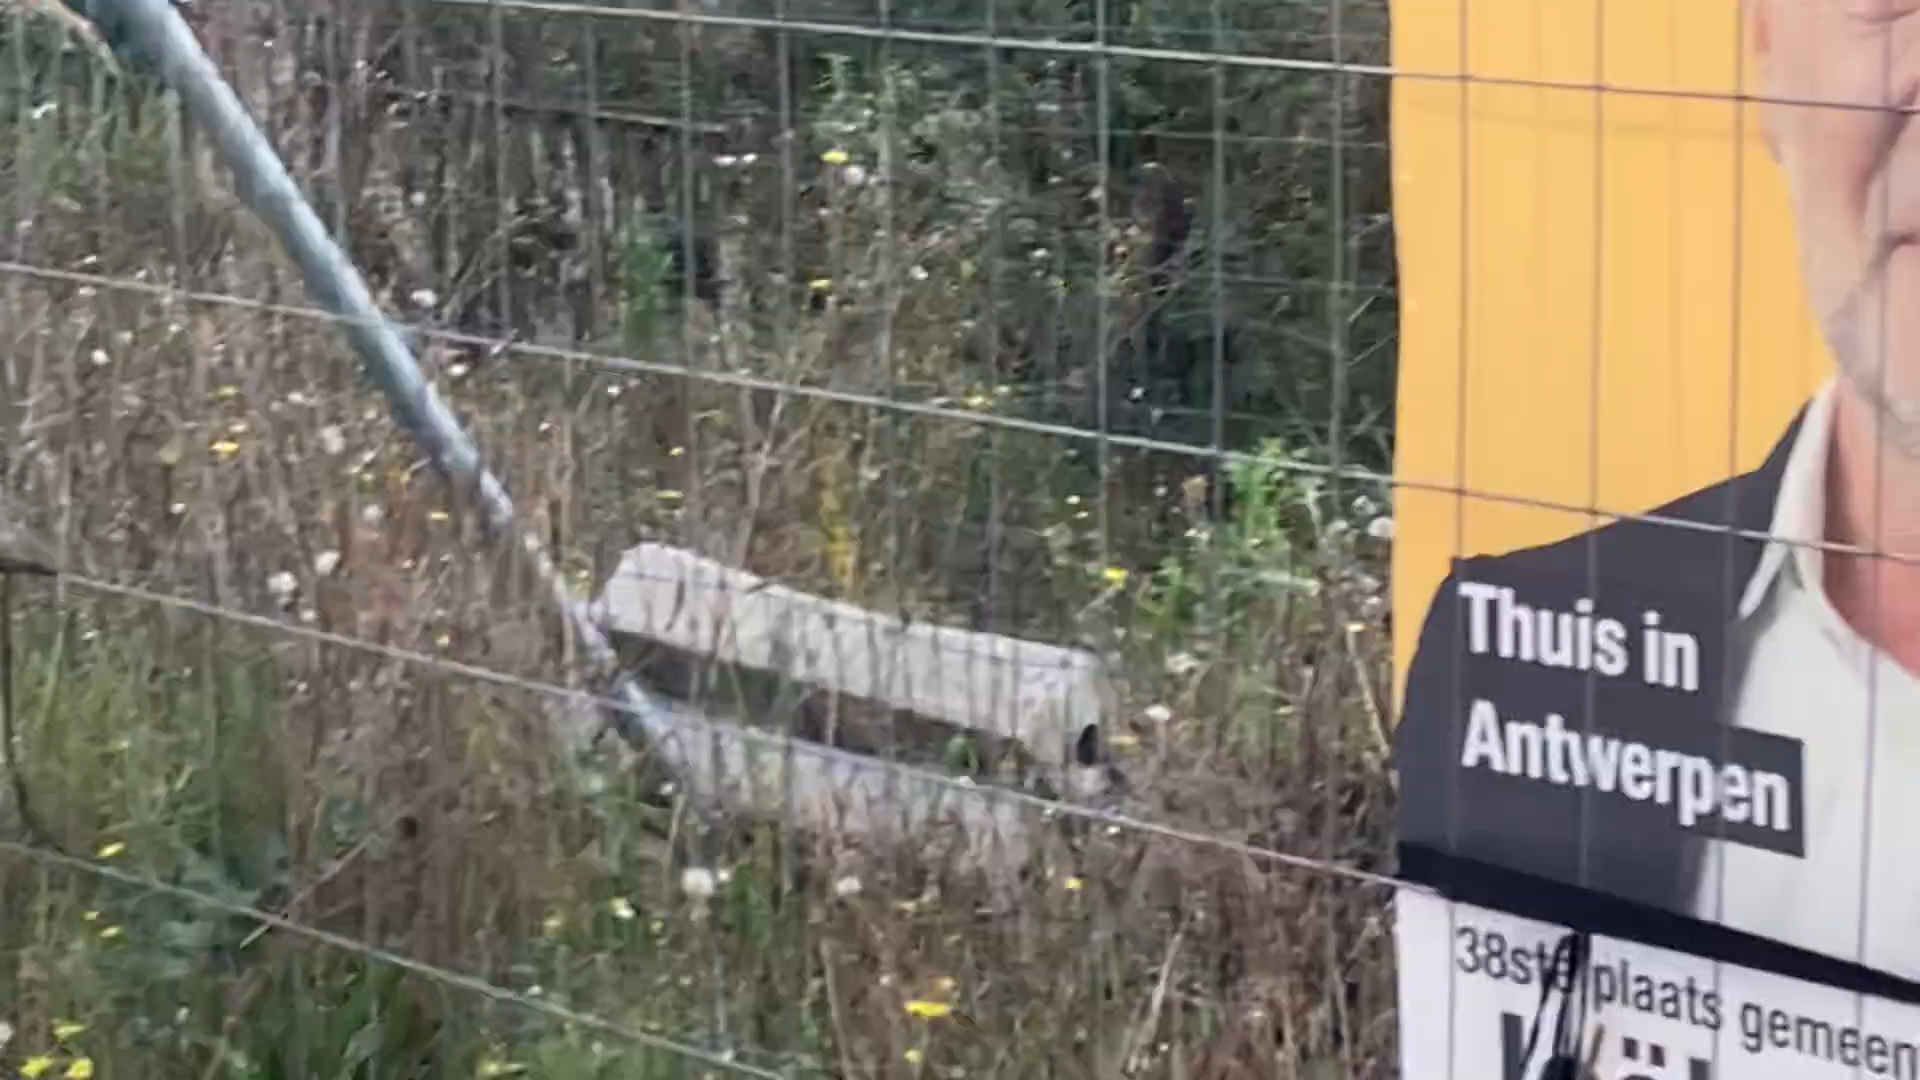 Thuis in
Antwerpen
38ste plaats gemeen